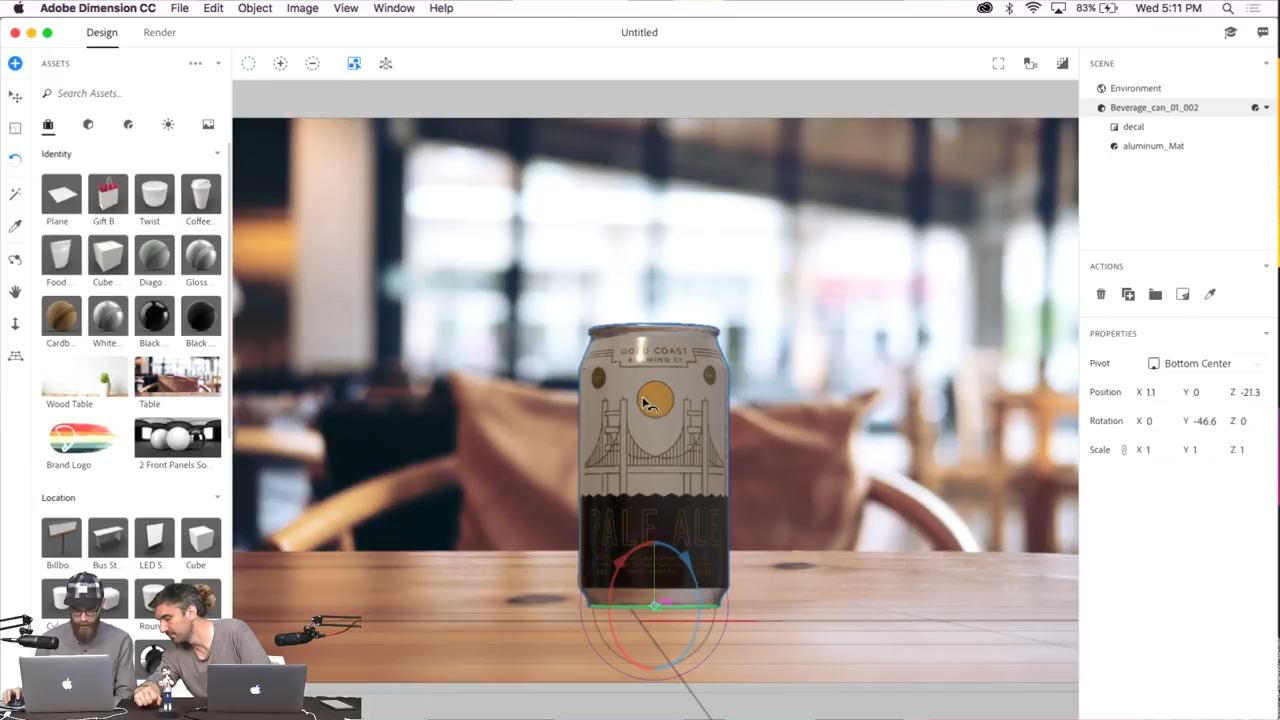 Adobe Dimension CC File Edit Object Image View Window Help 83% Wed 5:11 PM
Design Render Untitled
ASSETS
Search Assets...
Identity
Plane Gift B... Twist Coffee...
Food ... Cube ... Diago... Gloss...
Cardb... White... Black ... Black ...
Wood Table Table
Brand Logo 2 Front Panels So...
Location
Billbo... Bus St... LED S... Cube
GOLD COAST
BREWING CO
PALE ALE
SCENE
Environment
Beverage_can_01_002
decal
aluminum_Mat
ACTIONS
PROPERTIES
Pivot Bottom Center
Position X 1.1 Y 0 Z -21.3
Rotation X 0 Y -46.6 Z 0
Scale X 1 Y 1 Z 1